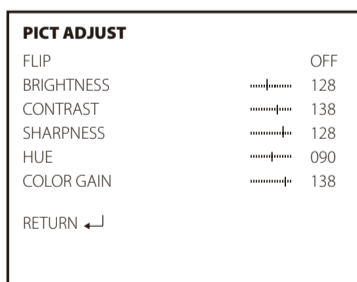 PICT ADJUST
FLIP OFF
BRIGHTNESS 128
CONTRAST 138
SHARPNESS 128
HUE 090
COLOR GAIN 138
RETURN ↵